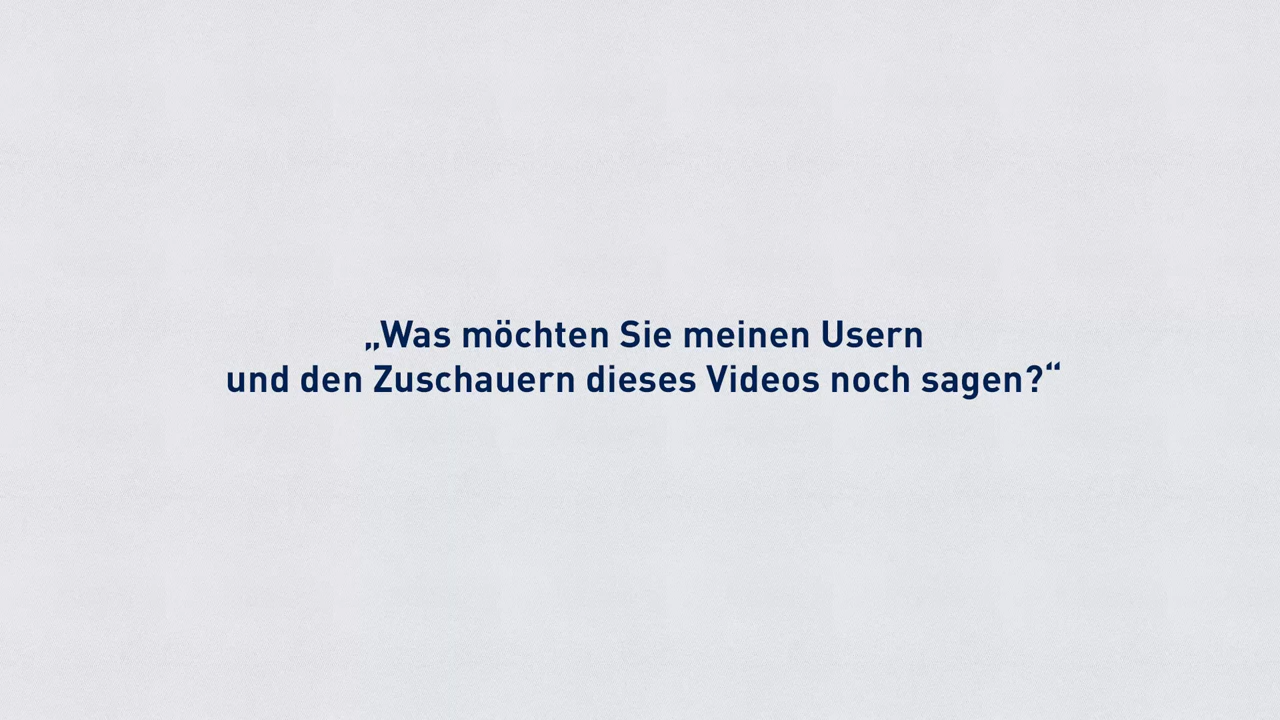 „Was möchten Sie meinen Usern
und den Zuschauern dieses Videos noch sagen?“